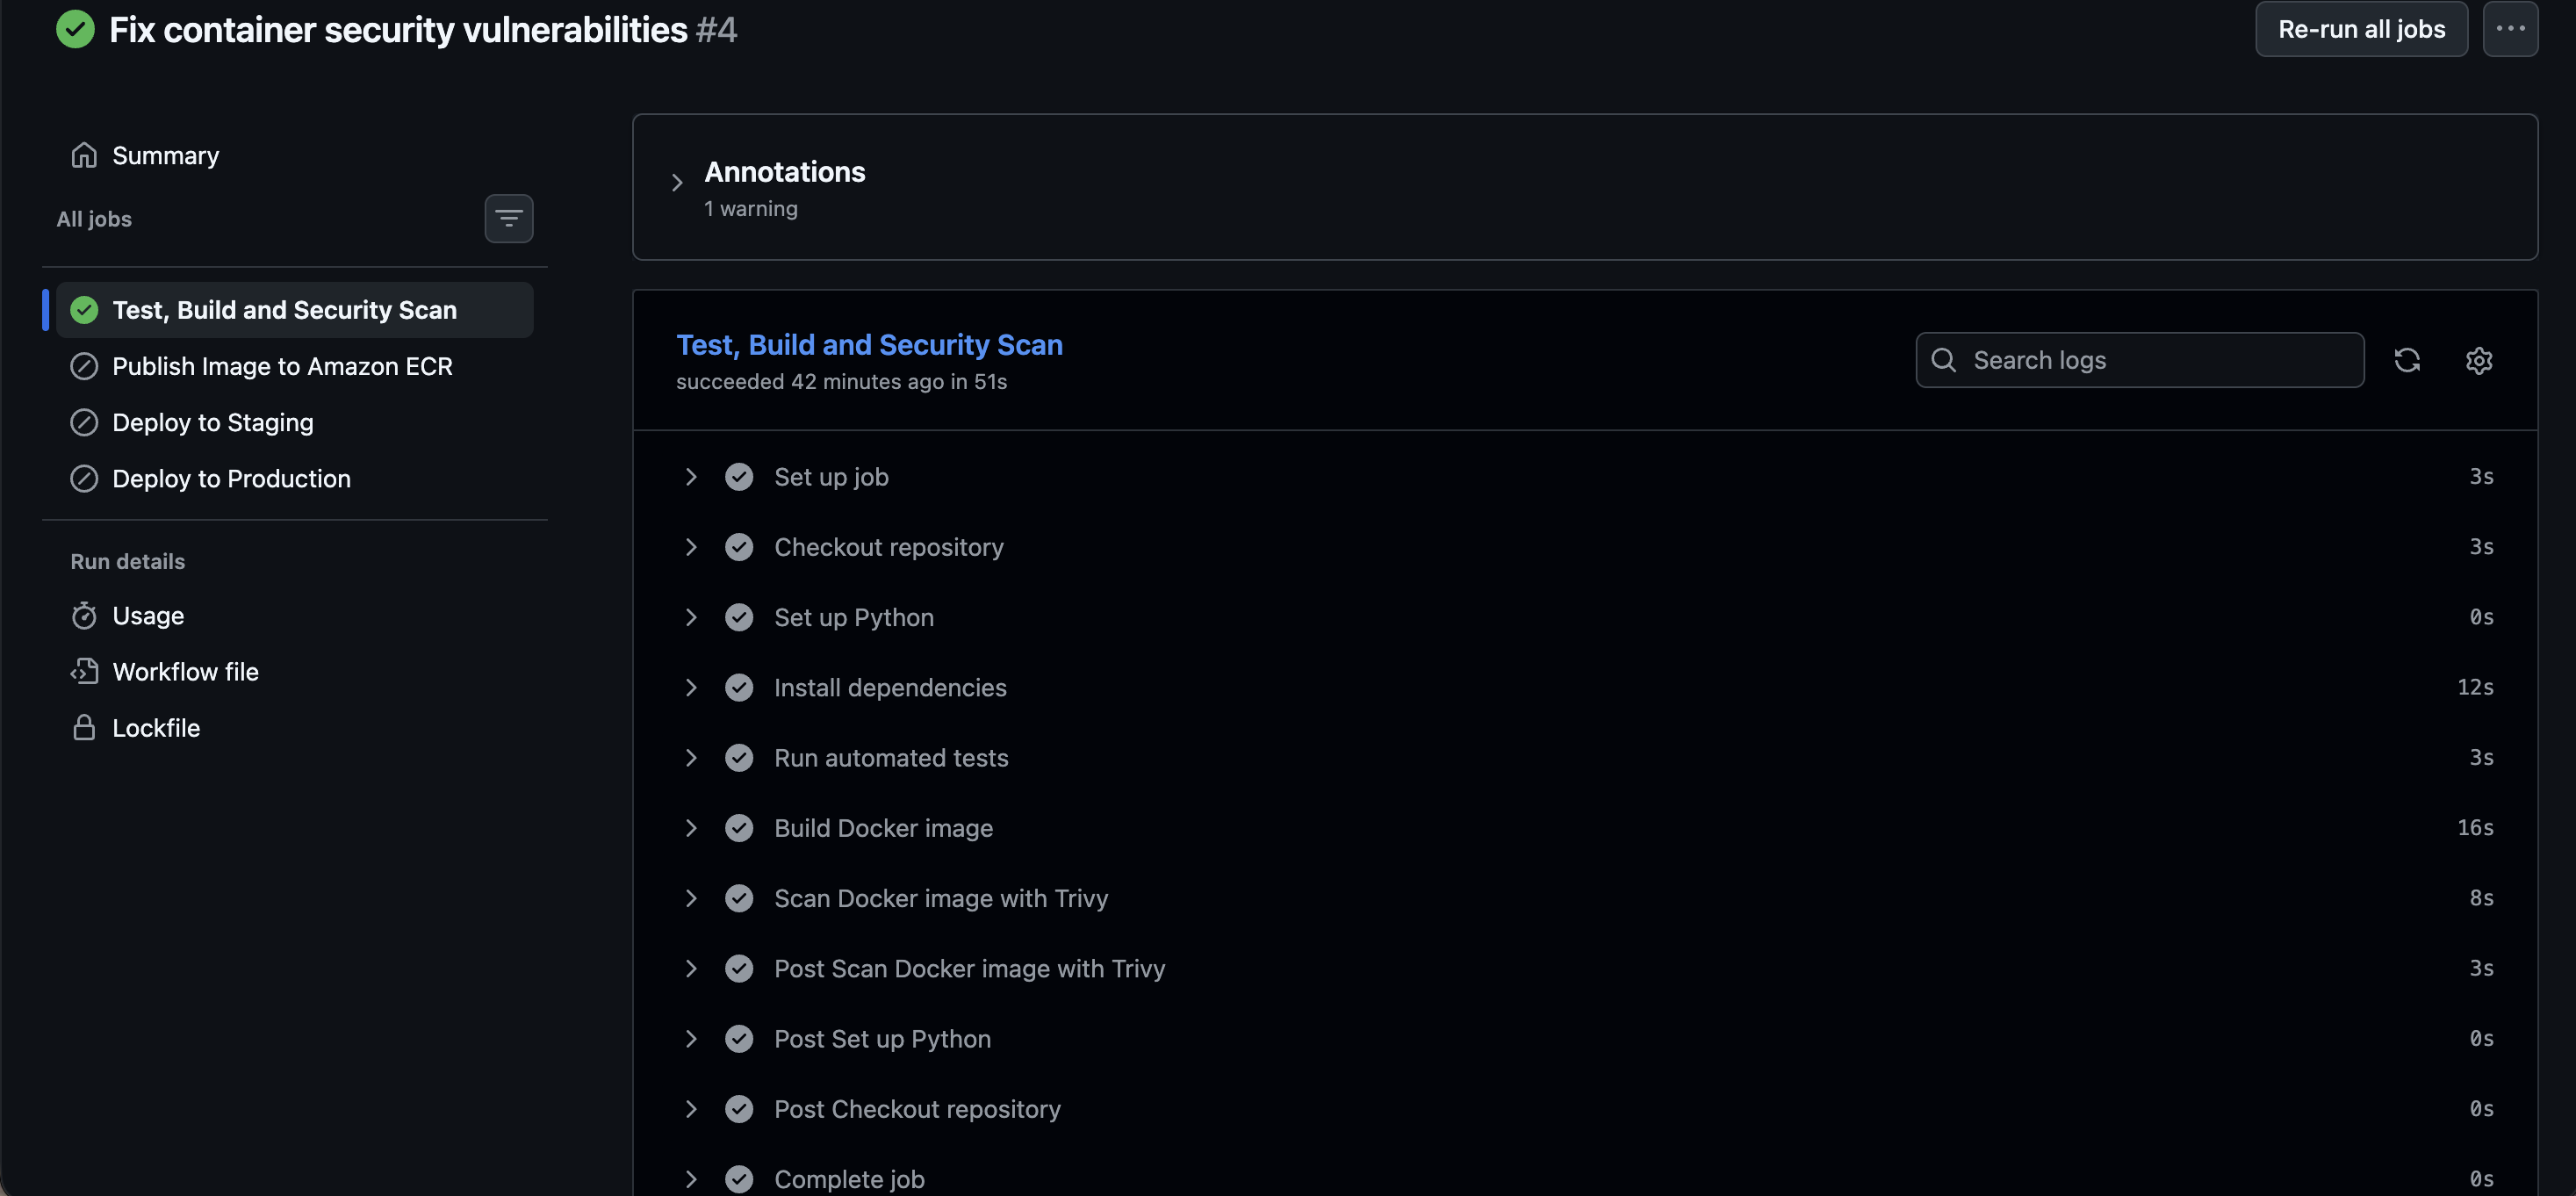 Fix container security vulnerabilities #4
Re-run all jobs
Summary
All jobs
Test, Build and Security Scan
Publish Image to Amazon ECR
Deploy to Staging
Deploy to Production
Run details
Usage
Workflow file
Lockfile
Annotations
1 warning
Test, Build and Security Scan
succeeded 42 minutes ago in 51s
Search logs
Set up job 3s
Checkout repository 3s
Set up Python 0s
Install dependencies 12s
Run automated tests 3s
Build Docker image 16s
Scan Docker image with Trivy 8s
Post Scan Docker image with Trivy 3s
Post Set up Python 0s
Post Checkout repository 0s
Complete job 0s